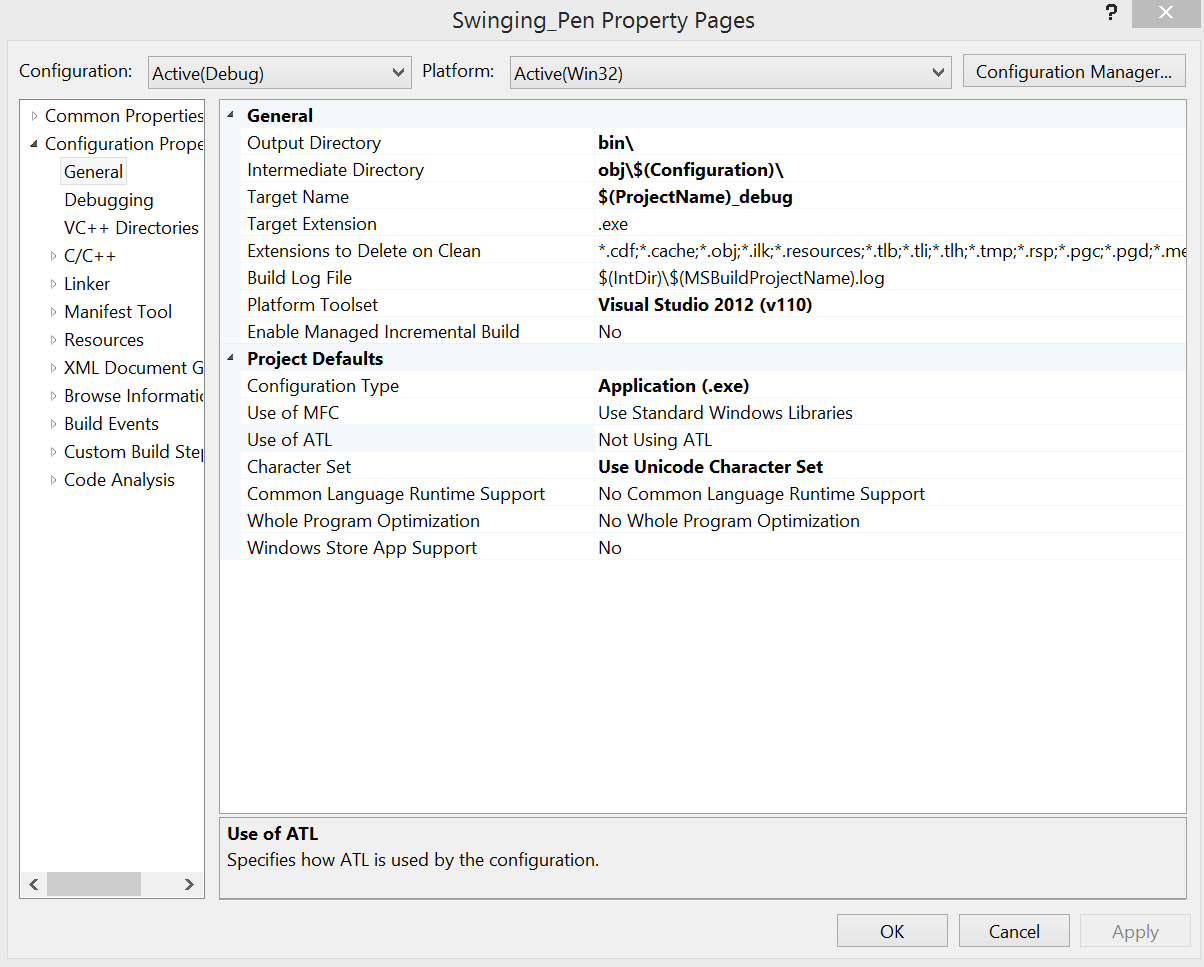 Swinging_Pen Property Pages
?
Configuration: Active(Debug) Platform: Active(Win32) Configuration Manager...
Common Properties
Configuration Prope
General
Debugging
VC++ Directories
C/C++
Linker
Manifest Tool
Resources
XML Document G
Browse Informatic
Build Events
Custom Build Step
Code Analysis
General
Output Directory bin\
Intermediate Directory obj\$(Configuration)\
Target Name $(ProjectName)_debug
Target Extension .exe
Extensions to Delete on Clean *.cdf;*.cache;*.obj;*.ilk;*.resources;*.tlb;*.tli;*.tlh;*.tmp;*.rsp;*.pgc;*.pgd;*.me
Build Log File $(IntDir)\$(MSBuildProjectName).log
Platform Toolset Visual Studio 2012 (v110)
Enable Managed Incremental Build No
Project Defaults
Configuration Type Application (.exe)
Use of MFC Use Standard Windows Libraries
Use of ATL Not Using ATL
Character Set Use Unicode Character Set
Common Language Runtime Support No Common Language Runtime Support
Whole Program Optimization No Whole Program Optimization
Windows Store App Support No
Use of ATL
Specifies how ATL is used by the configuration.
OK Cancel Apply